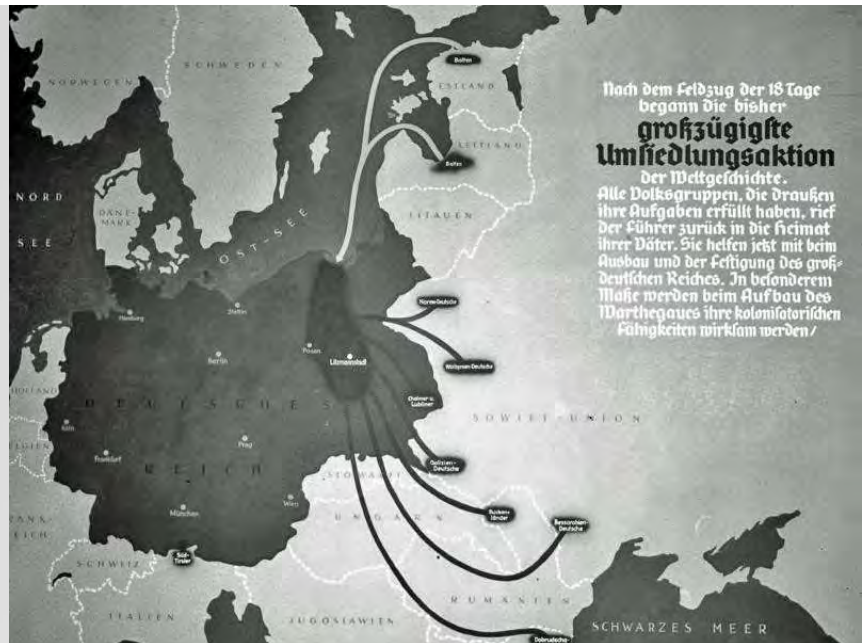 Nach dem Feldzug der 18 Tage
begann die bisher
großzügigste
Umsiedlungsaktion
der Weltgeschichte.
Alle Volksgruppen, die draußen
ihre Aufgaben erfüllt haben, rief
der Führer zurück in die Heimat
ihrer Väter. Sie helfen jetzt mit beim
Ausbau und der Festigung des groß-
deutschen Reiches. In besonderem
Maße werden beim Aufbau des
Warthegaues ihre kolonisatorischen
Fähigkeiten wirksam werden/
NORWEGEN
SCHWEDEN
Balten
ESTLAND
LETTLAND
Balten
LITAUEN
NORD
SEE
DÄNE-
MARK
OST-SEE
Hamburg
Stettin
Narew-Deutsche
Berlin
Posen
Litzmannstadt
Wolhynien-Deutsche
HOLLAND
Cholmer u.
Lubliner
DEUTSCHES
SOWJET-UNION
Köln
BELGIEN
Frankfurt
Prag
REICH
Galizien-
Deutsche
SLOWAKEI
München
Wien
UNGARN
Buchen-
länder
Bessarabien-
Deutsche
FRANK-
REICH
SCHWEIZ
Süd-
Tiroler
ITALIEN
JUGOSLAWIEN
RUMÄNIEN
SCHWARZES MEER
Dobrudscha-